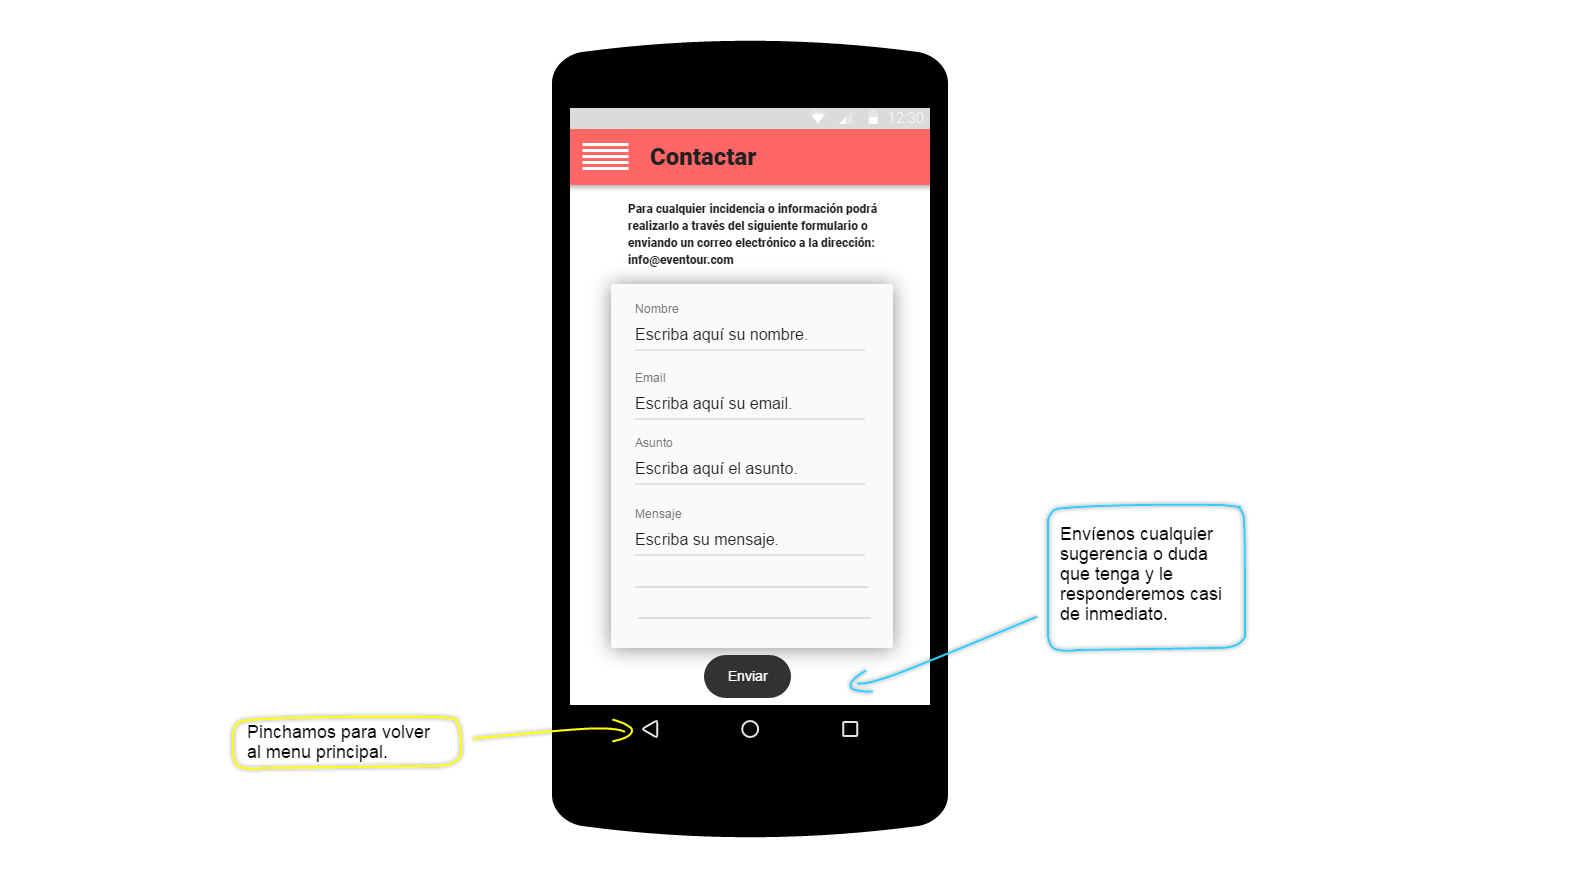 12:30
Contactar
Para cualquier incidencia o información podrá
realizarlo a través del siguiente formulario o
enviando un correo electrónico a la dirección:
info@eventour.com
Nombre
Escriba aquí su nombre.
Email
Escriba aquí su email.
Asunto
Escriba aquí el asunto.
Mensaje
Escriba su mensaje.
Enviar
Envíenos cualquier
sugerencia o duda
que tenga y le
responderemos casi
de inmediato.
Pinchamos para volver
al menu principal.